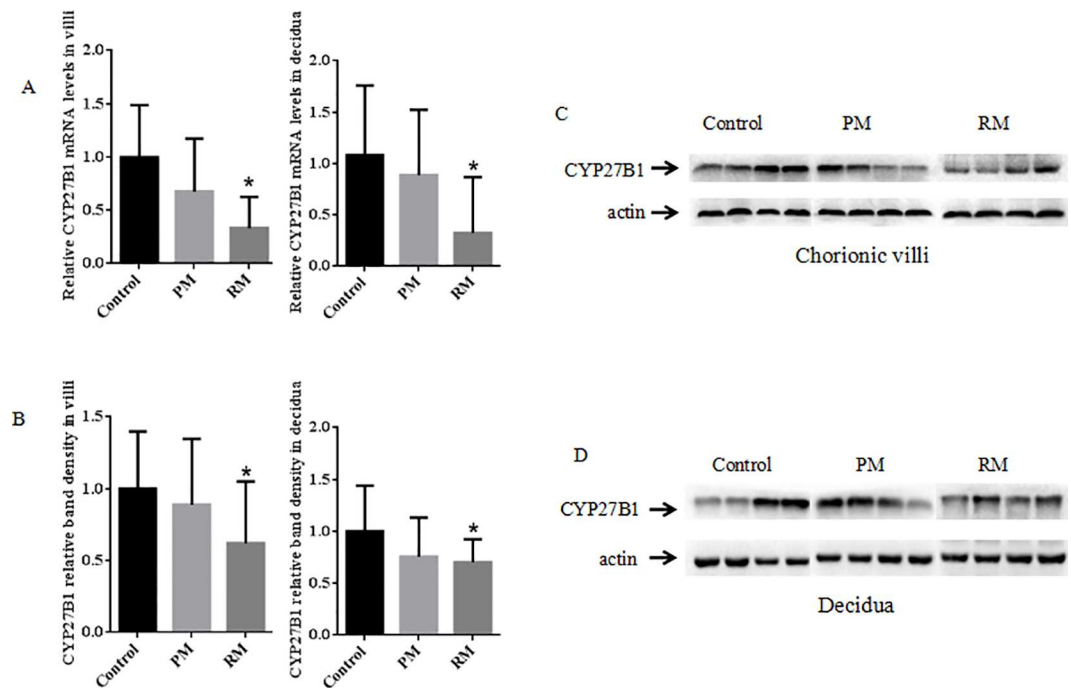 A
Relative CYP27B1 mRNA levels in villi
2.0
1.5
1.0
0.5
0.0
Control
PM
RM
*
Relative CYP27B1 mRNA levels in decidua
2.0
1.5
1.0
0.5
0.0
Control
PM
RM
*
B
CYP27B1 relative band density in villi
1.5
1.0
0.5
0.0
Control
PM
RM
*
CYP27B1 relative band density in decidua
2.0
1.5
1.0
0.5
0.0
Control
PM
RM
*
C
Control PM RM
CYP27B1
actin
Chorionic villi
D
Control PM RM
CYP27B1
actin
Decidua